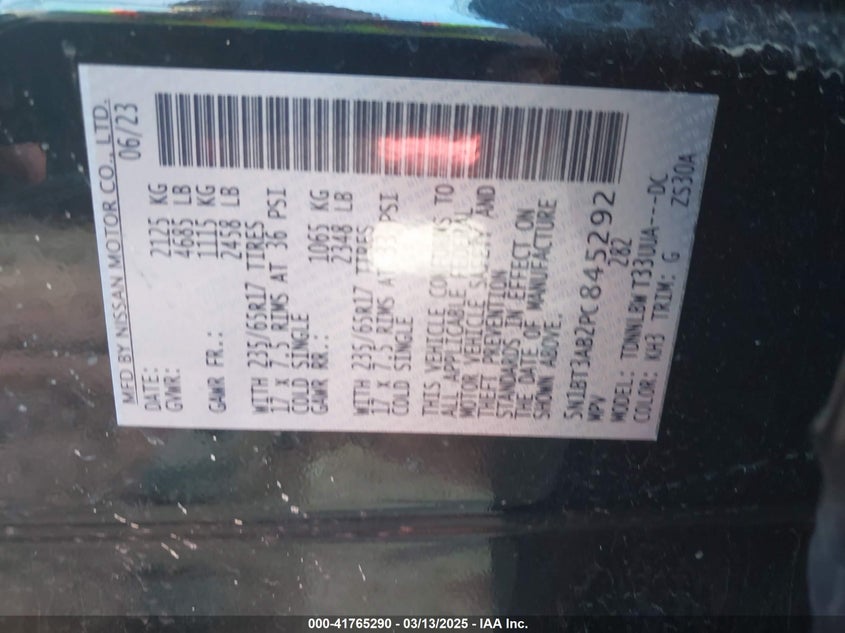 MFD BY NISSAN MOTOR CO., LTD.
DATE: 06/23
GVWR: 2125 KG
4685 LB
GAWR FR.: 1115 KG
2458 LB
WITH 235/65R17 TIRES
17 X 7.5 RIMS AT 36 PSI
COLD SINGLE
GAWR RR.: 1065 KG
2348 LB
WITH 235/65R17 TIRES
17 X 7.5 RIMS AT 33 PSI
COLD SINGLE
THIS VEHICLE CONFORMS TO
ALL APPLICABLE FEDERAL
MOTOR VEHICLE SAFETY AND
THEFT PREVENTION
STANDARDS IN EFFECT ON
THE DATE OF MANUFACTURE
SHOWN ABOVE.
5N1BT3AB2PC845292
MPV 282
MODEL: TDNNLBW T33UUA----DC
COLOR: KH3 TRIM: G ZS30A
000-41765290 - 03/13/2025 - IAA Inc.